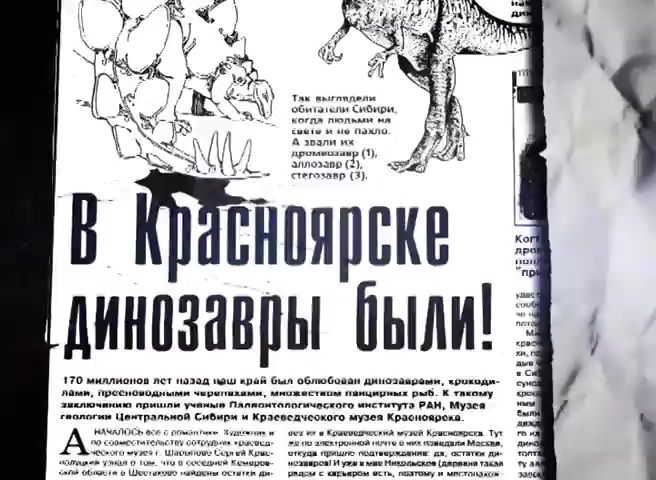 Так выглядели
обитатели Сибири,
когда людьми на
свете и не пахло.
А звали их
дромеозавр (1),
аллозавр (2),
стегозавр (3).
В Красноярске
динозавры были!
170 миллионов лет назад наш край был облюбован динозаврами, крокоди-
лами, пресноводными черепахами, множеством панцирных рыб. К такому
заключению пришли ученые Палеонтологического института РАН, Музея
геологии Центральной Сибири и Краеведческого музея Красноярска.
А НАЧАЛОСЬ все с романтики. Художник и
по совместительству сотрудник краевед-
ческого музея г. Шарыпово Сергей Крас-
нолуцкий узнал о том, что в соседней Кемеров-
ской области в Шестаково найдены остатки ди-
вез их в Краеведческий музей Красноярска. Тут
же по электронной почте о них поведали Москве,
откуда пришло подтверждение: да, остатки ди-
нозавров! И уже в мае Никольское (деревня такая
рядом с карьером есть, поэтому и местонахож-
Когт
дром